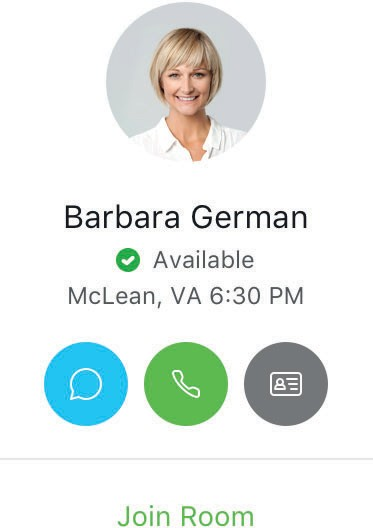 Barbara German
Available
McLean, VA 6:30 PM
Join Room